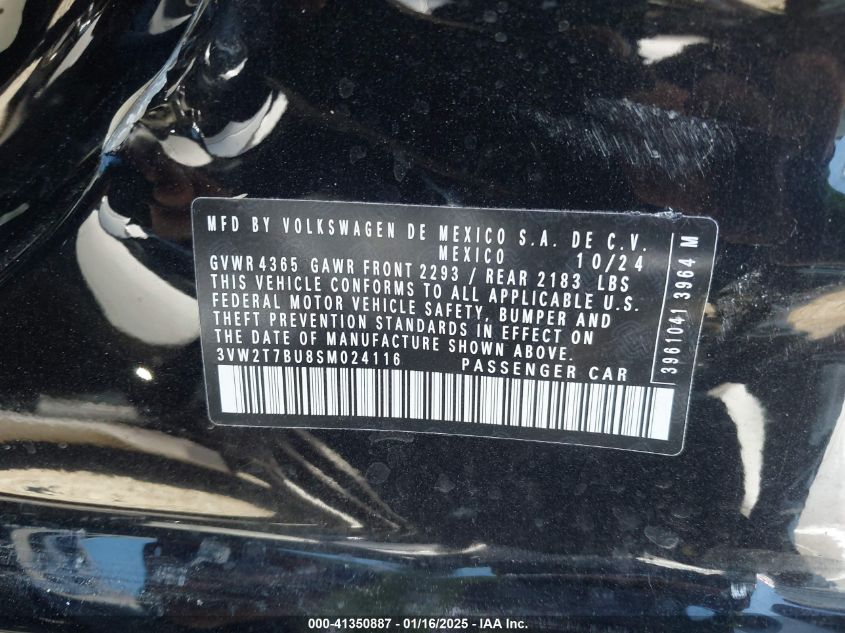 MFD BY VOLKSWAGEN DE MEXICO S.A. DE C.V.
MEXICO 10/24
GVWR 4365 GAWR FRONT 2293 / REAR 2183 LBS
THIS VEHICLE CONFORMS TO ALL APPLICABLE U.S.
FEDERAL MOTOR VEHICLE SAFETY, BUMPER AND
THEFT PREVENTION STANDARDS IN EFFECT ON
THE DATE OF MANUFACTURE SHOWN ABOVE.
3VW2T7BU8SM024116 PASSENGER CAR
39610413964 M
000-41350887 - 01/16/2025 - IAA Inc.